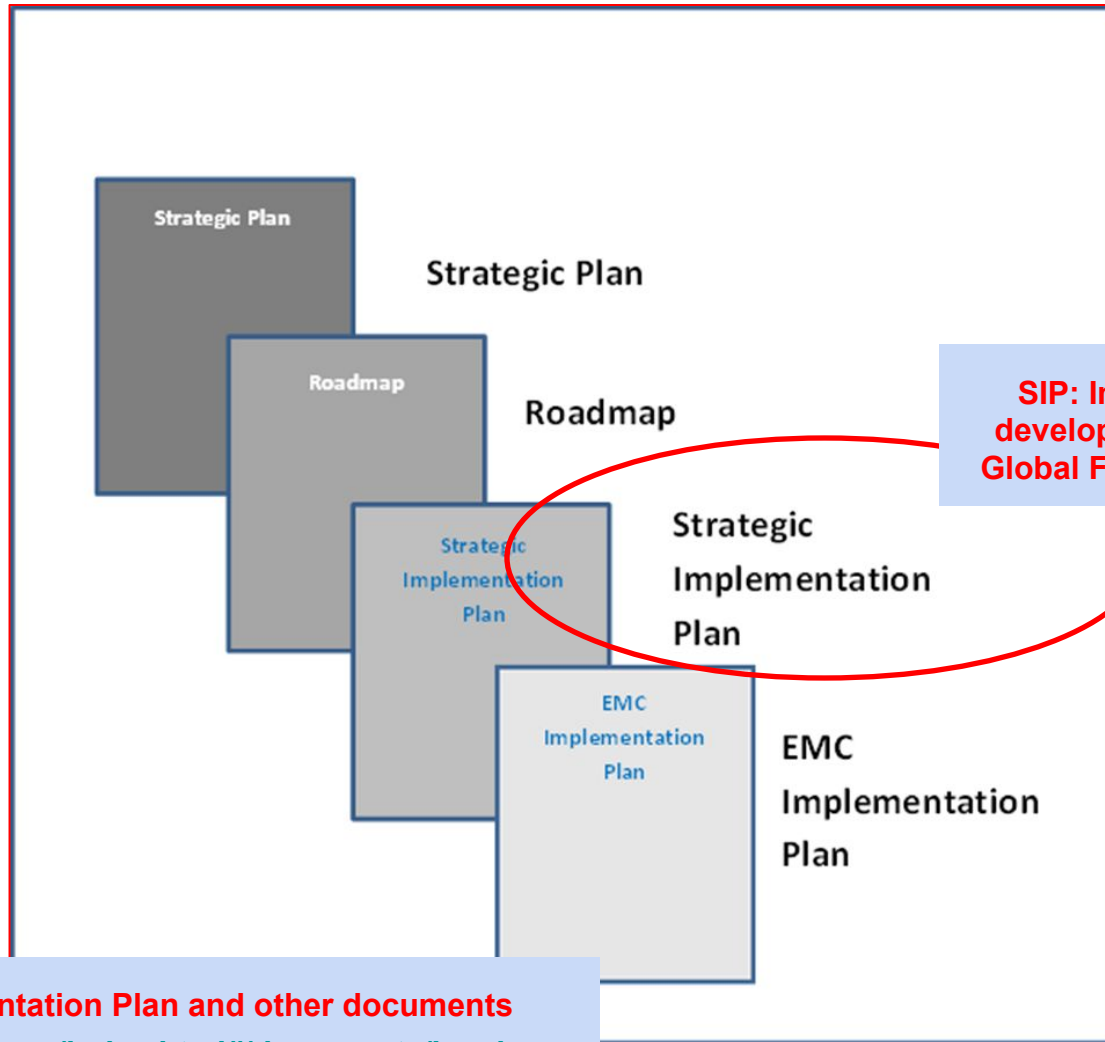 Strategic Plan
Strategic Plan
Roadmap
Roadmap
SIP:
develop
Global
Strategic
Implementation
Plan
Strategic
Implementation
Plan
EMC
Implementation
Plan
EMC
Implementation
Plan
ntation Plan and other documents